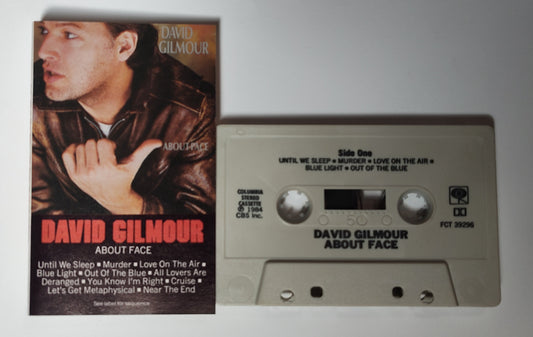 DAVID
GILMOUR
ABOUT FACE
DAVID GILMOUR
ABOUT FACE
Until We Sleep ▪ Murder ▪ Love On The Air ▪
Blue Light ▪ Out Of The Blue ▪ All Lovers Are
Deranged ▪ You Know I'm Right ▪ Cruise ▪
Let's Get Metaphysical ▪ Near The End
See label for sequence
Side One
UNTIL WE SLEEP ▪ MURDER ▪ LOVE ON THE AIR ▪
BLUE LIGHT ▪ OUT OF THE BLUE
COLUMBIA
STEREO
CASSETTE
℗ 1984
CBS Inc.
FCT 39296
DAVID GILMOUR
ABOUT FACE